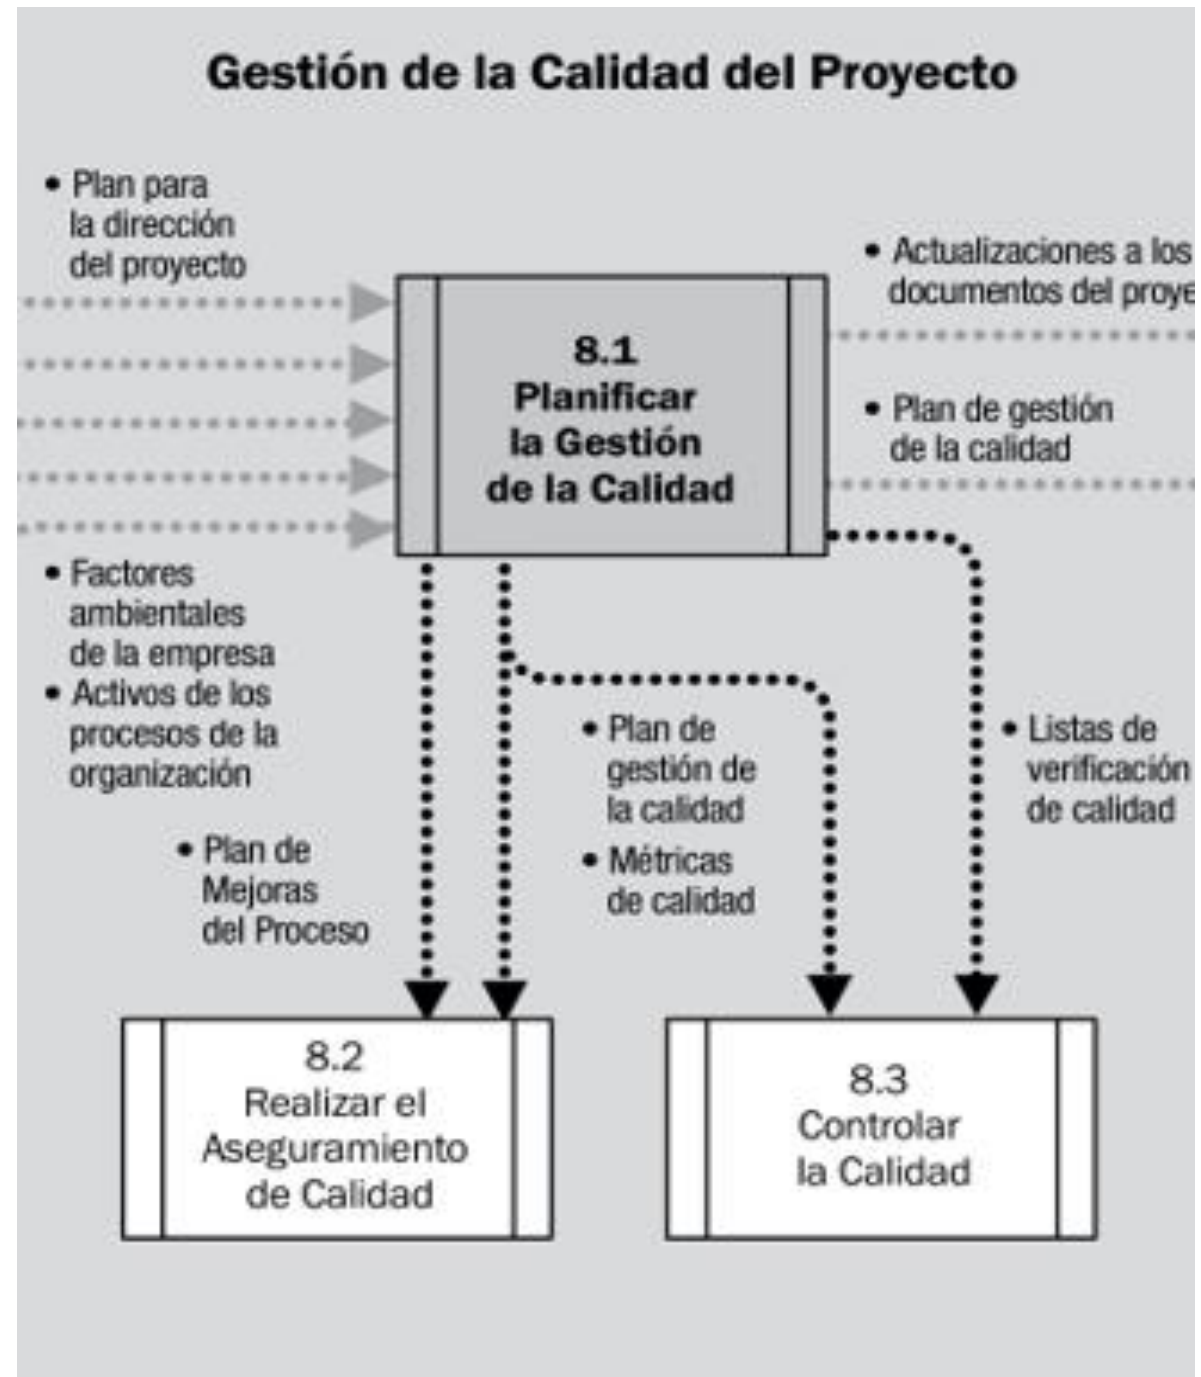 Gestión de la Calidad del Proyecto
• Plan para
la dirección
del proyecto
• Actualizaciones a los
documentos del proye
8.1
Planificar
la Gestión
de la Calidad
• Plan de gestión
de la calidad
• Factores
ambientales
de la empresa
• Activos de los
procesos de la
organización
• Plan de
gestión de
la calidad
• Métricas
de calidad
• Listas de
verificación
de calidad
• Plan de
Mejoras
del Proceso
8.2
Realizar el
Aseguramiento
de Calidad
8.3
Controlar
la Calidad